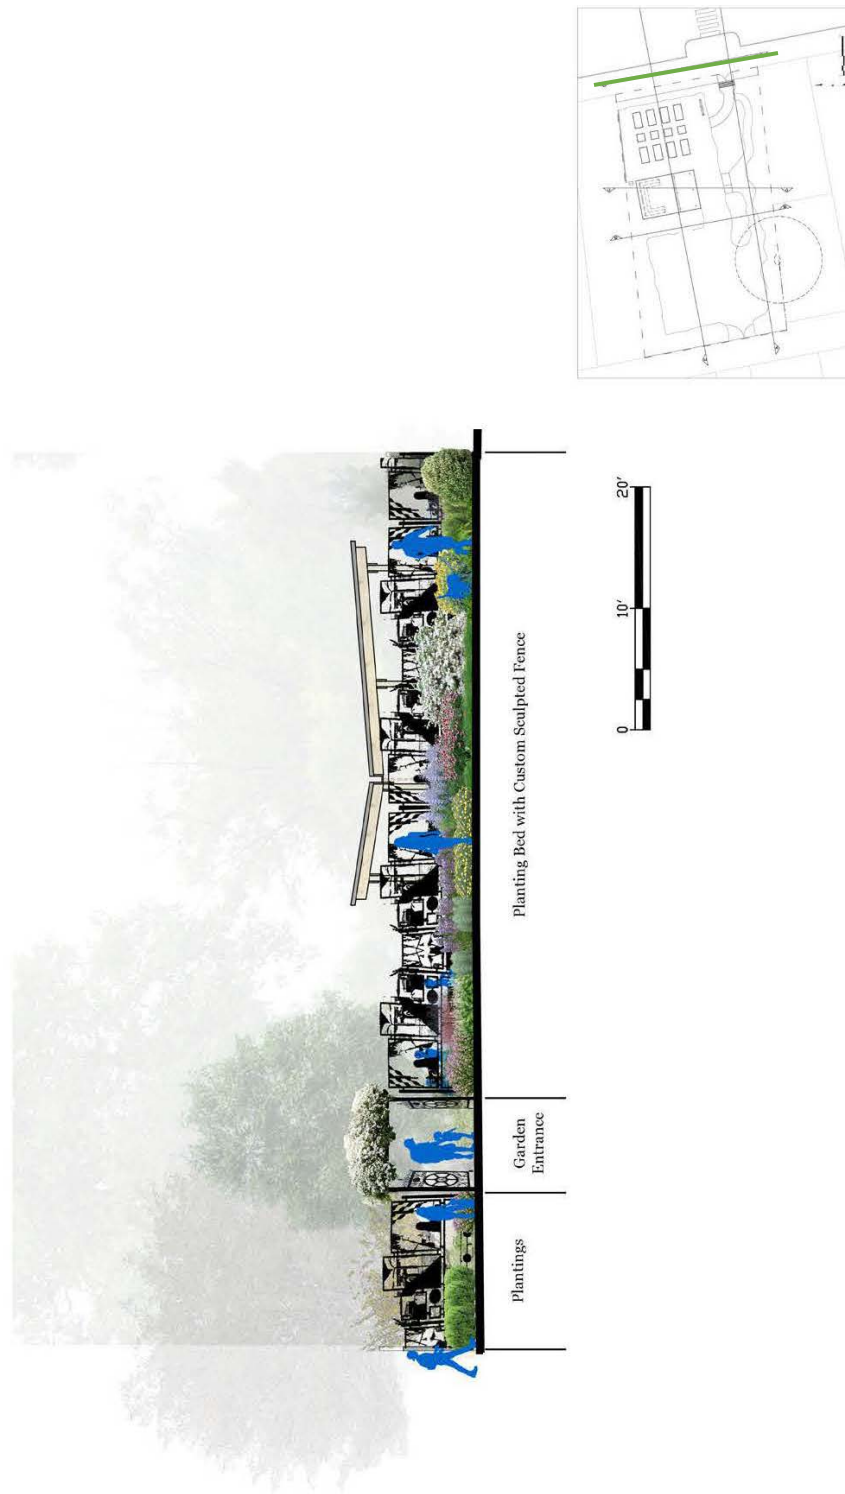 Plantings
Garden
Entrance
Planting Bed with Custom Sculpted Fence
0
10'
20'